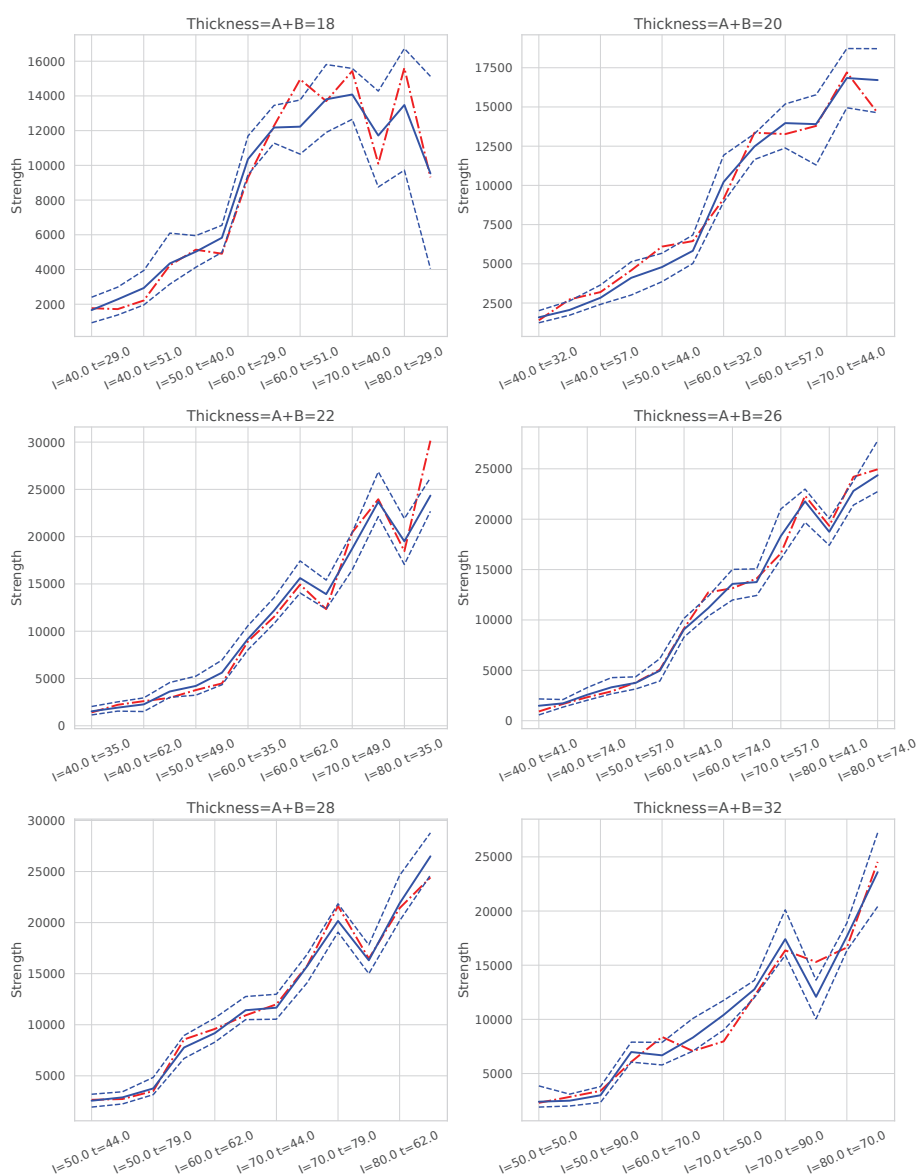 Thickness=A+B=18
Strength
16000
14000
12000
10000
8000
6000
4000
2000
l=40.0 t=29.0
l=40.0 t=51.0
l=50.0 t=40.0
l=60.0 t=29.0
l=60.0 t=51.0
l=70.0 t=40.0
l=80.0 t=29.0
Thickness=A+B=20
Strength
17500
15000
12500
10000
7500
5000
2500
l=40.0 t=32.0
l=40.0 t=57.0
l=50.0 t=44.0
l=60.0 t=32.0
l=60.0 t=57.0
l=70.0 t=44.0
Thickness=A+B=22
Strength
30000
25000
20000
15000
10000
5000
0
l=40.0 t=35.0
l=40.0 t=62.0
l=50.0 t=49.0
l=60.0 t=35.0
l=60.0 t=62.0
l=70.0 t=49.0
l=80.0 t=35.0
Thickness=A+B=26
Strength
25000
20000
15000
10000
5000
0
l=40.0 t=41.0
l=40.0 t=74.0
l=50.0 t=57.0
l=60.0 t=41.0
l=60.0 t=74.0
l=70.0 t=57.0
l=80.0 t=41.0
l=80.0 t=74.0
Thickness=A+B=28
Strength
30000
25000
20000
15000
10000
5000
l=50.0 t=44.0
l=50.0 t=79.0
l=60.0 t=62.0
l=70.0 t=44.0
l=70.0 t=79.0
l=80.0 t=62.0
Thickness=A+B=32
Strength
25000
20000
15000
10000
5000
l=50.0 t=50.0
l=50.0 t=90.0
l=60.0 t=70.0
l=70.0 t=50.0
l=70.0 t=90.0
l=80.0 t=70.0